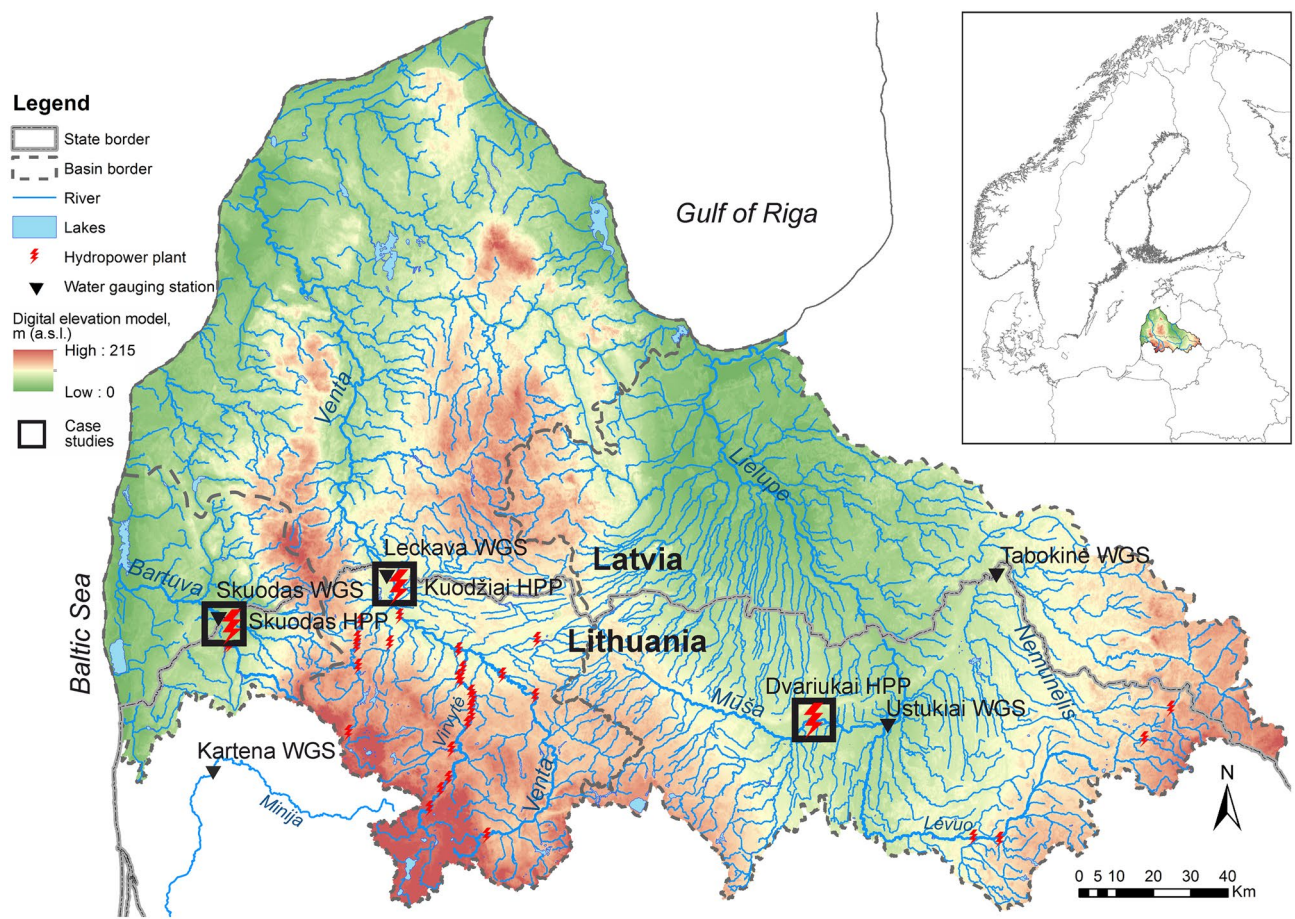 Legend
State border
Basin border
River
Lakes
Hydropower plant
Water gauging station
Digital elevation model,
m (a.s.l.)
High : 215
Low : 0
Case
studies
Gulf of Riga
Baltic Sea
Venta
Lielupe
Bartuva
Leckava WGS
Kuodžiai HPP
Skuodas WGS
Skuodas HPP
Latvia
Lithuania
Tabokinė WGS
Nemunėlis
Mūša
Dvariukai HPP
Ustukiai WGS
Virvytė
Venta
Kartena WGS
Minija
Lėvuo
N
0 5 10 20 30 40
Km